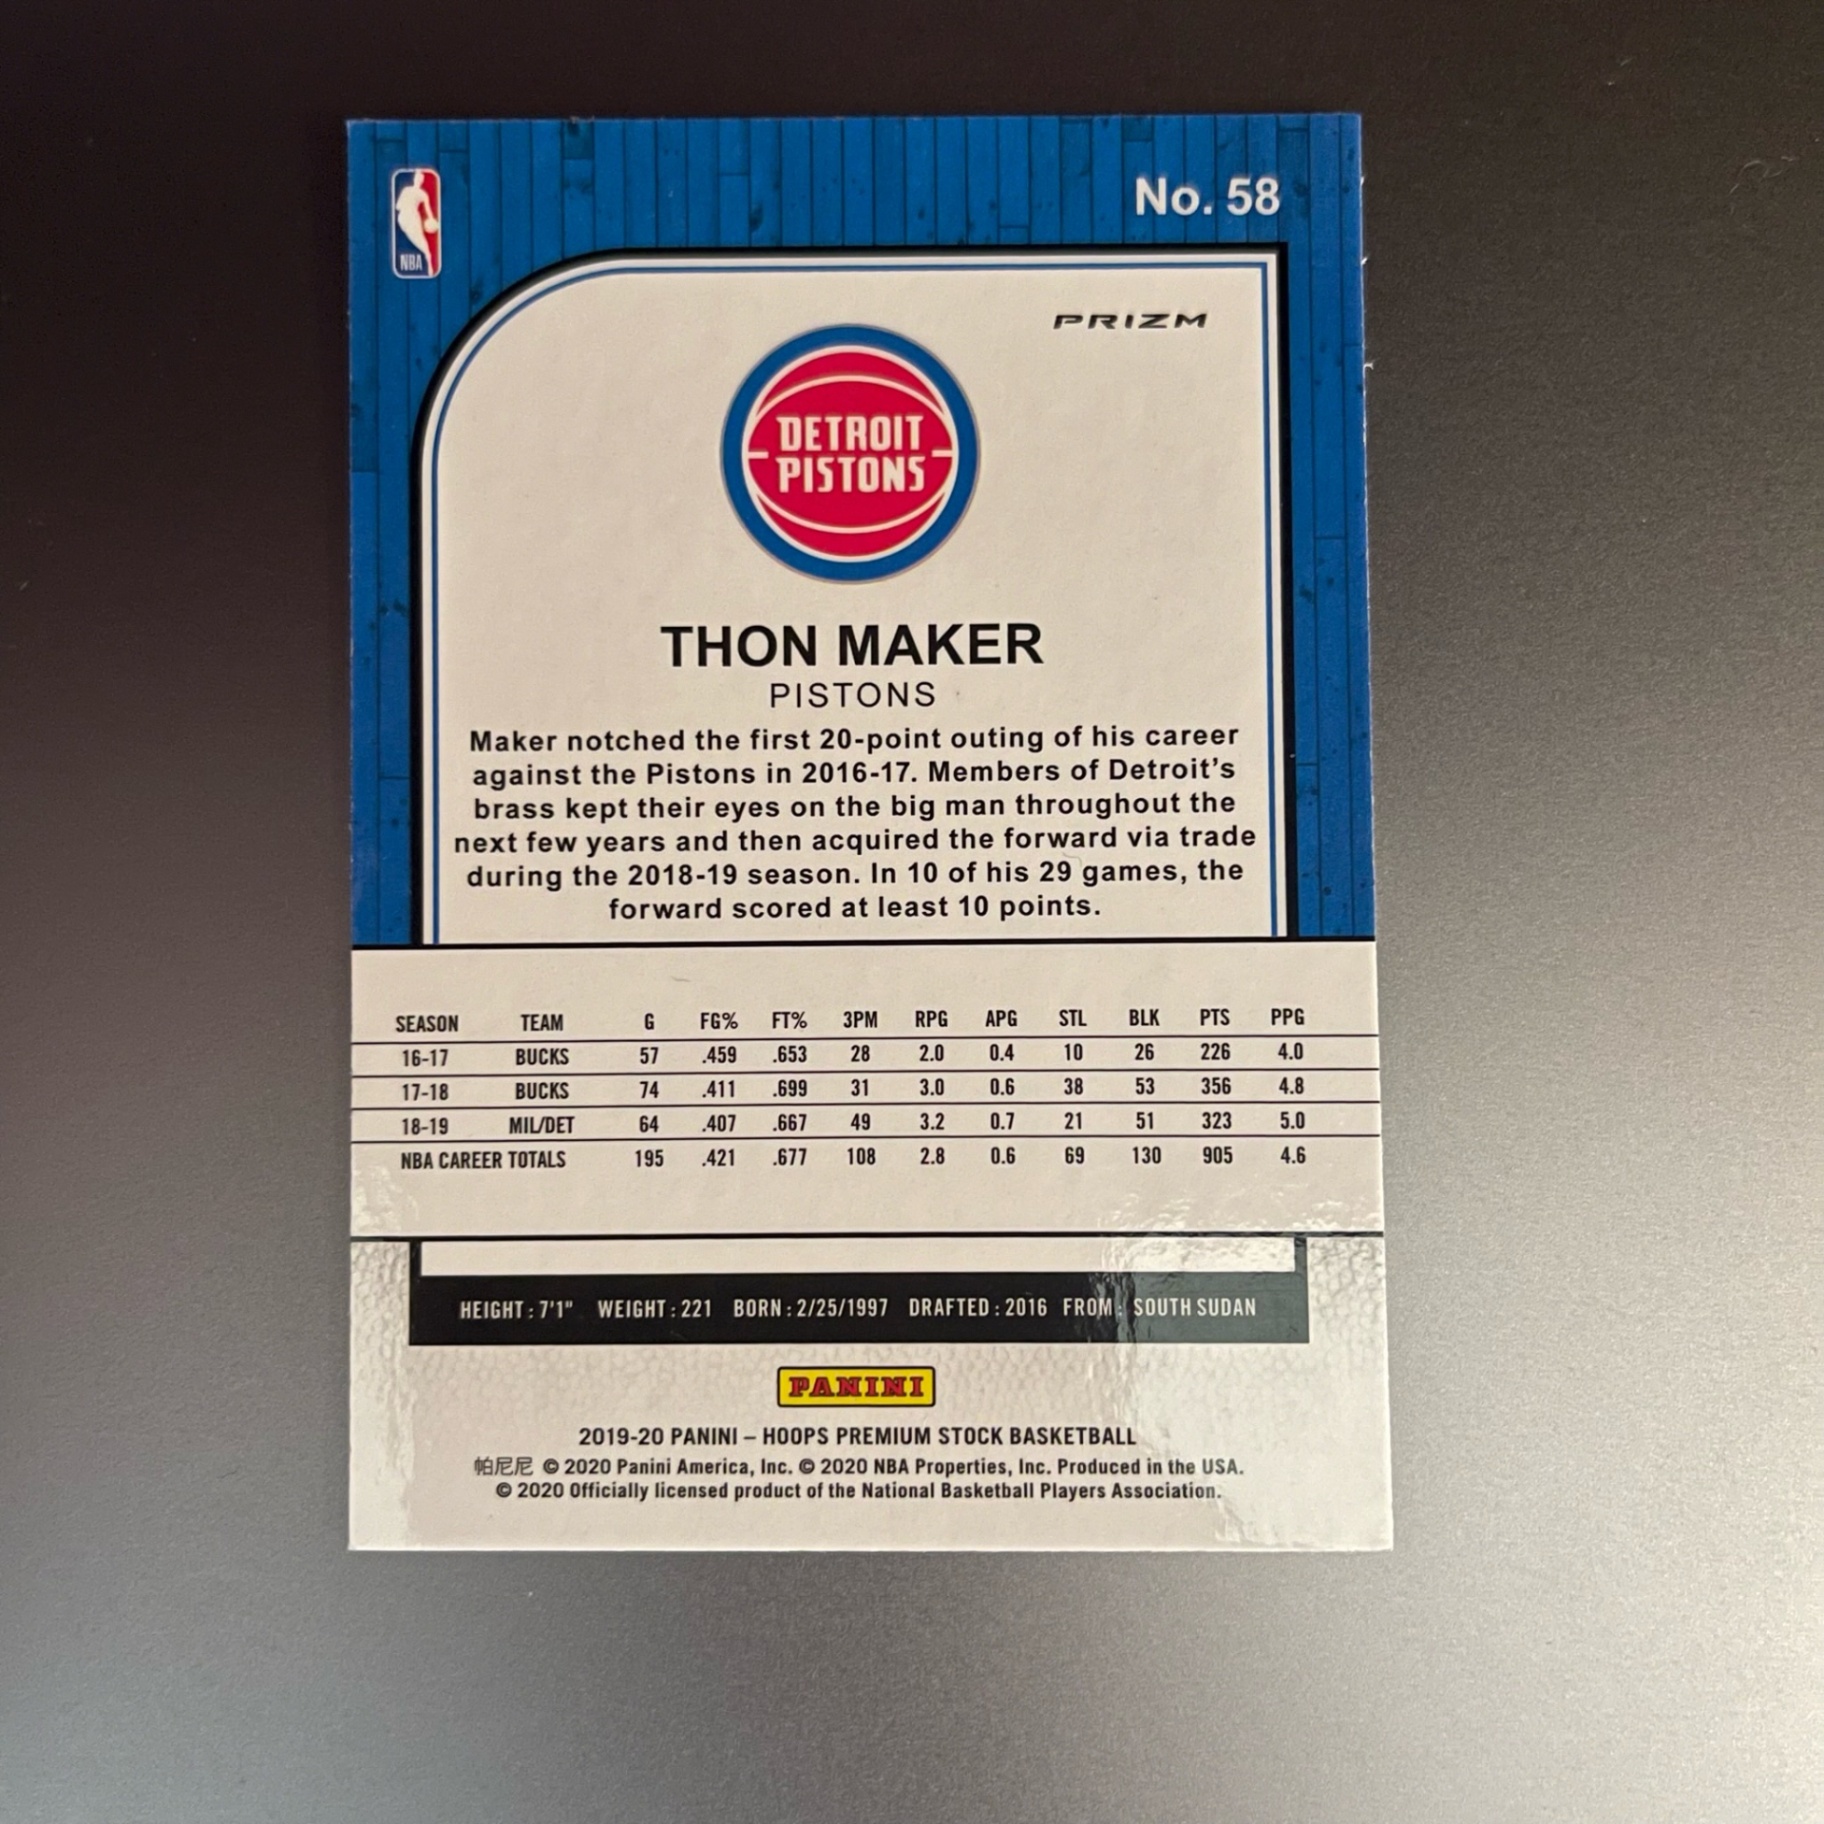 NBA
No. 58
PRIZM
DETROIT
PISTONS
THON MAKER
PISTONS
Maker notched the first 20-point outing of his career
against the Pistons in 2016-17. Members of Detroit's
brass kept their eyes on the big man throughout the
next few years and then acquired the forward via trade
during the 2018-19 season. In 10 of his 29 games, the
forward scored at least 10 points.
SEASON TEAM G FG% FT% 3PM RPG APG STL BLK PTS PPG
16-17 BUCKS 57 .459 .653 28 2.0 0.4 10 26 226 4.0
17-18 BUCKS 74 .411 .699 31 3.0 0.6 38 53 356 4.8
18-19 MIL/DET 64 .407 .667 49 3.2 0.7 21 51 323 5.0
NBA CAREER TOTALS 195 .421 .677 108 2.8 0.6 69 130 905 4.6
HEIGHT : 7'1" WEIGHT : 221 BORN : 2/25/1997 DRAFTED : 2016 FROM : SOUTH SUDAN
PANINI
2019-20 PANINI – HOOPS PREMIUM STOCK BASKETBALL
帕尼尼 © 2020 Panini America, Inc. © 2020 NBA Properties, Inc. Produced in the USA.
© 2020 Officially licensed product of the National Basketball Players Association.